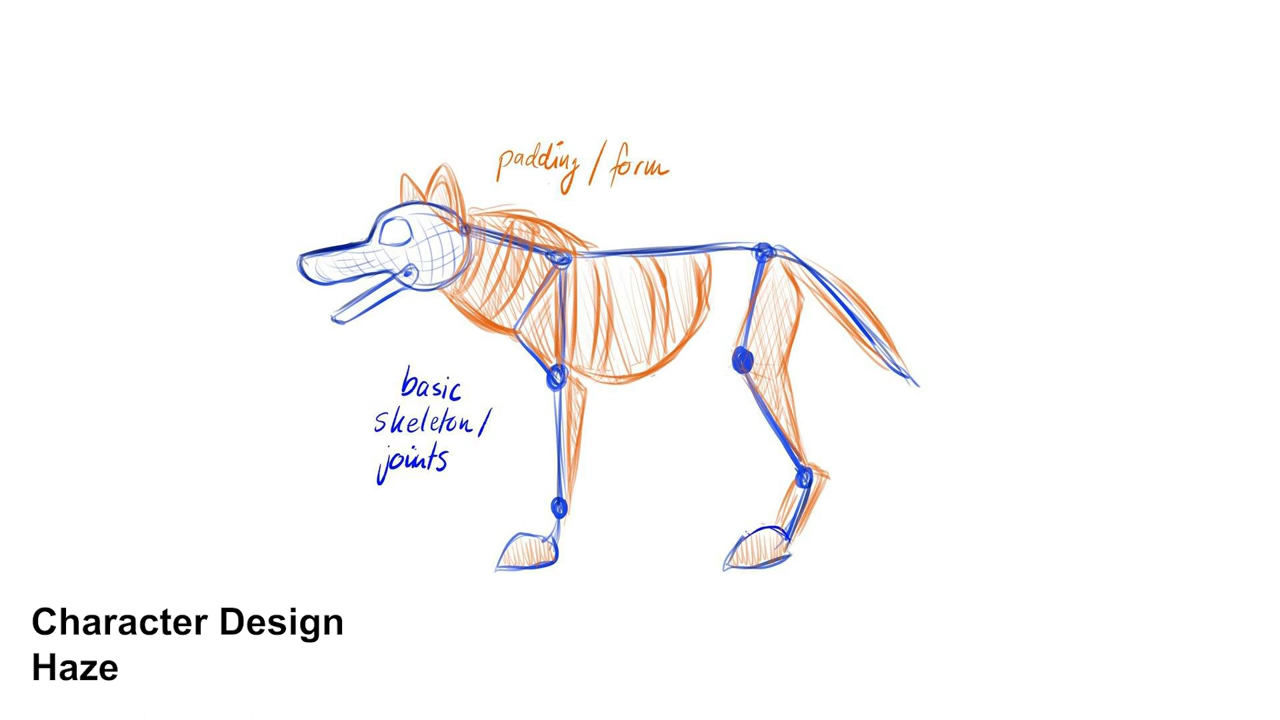 padding / form
basic
skeleton /
joints
Character Design
Haze